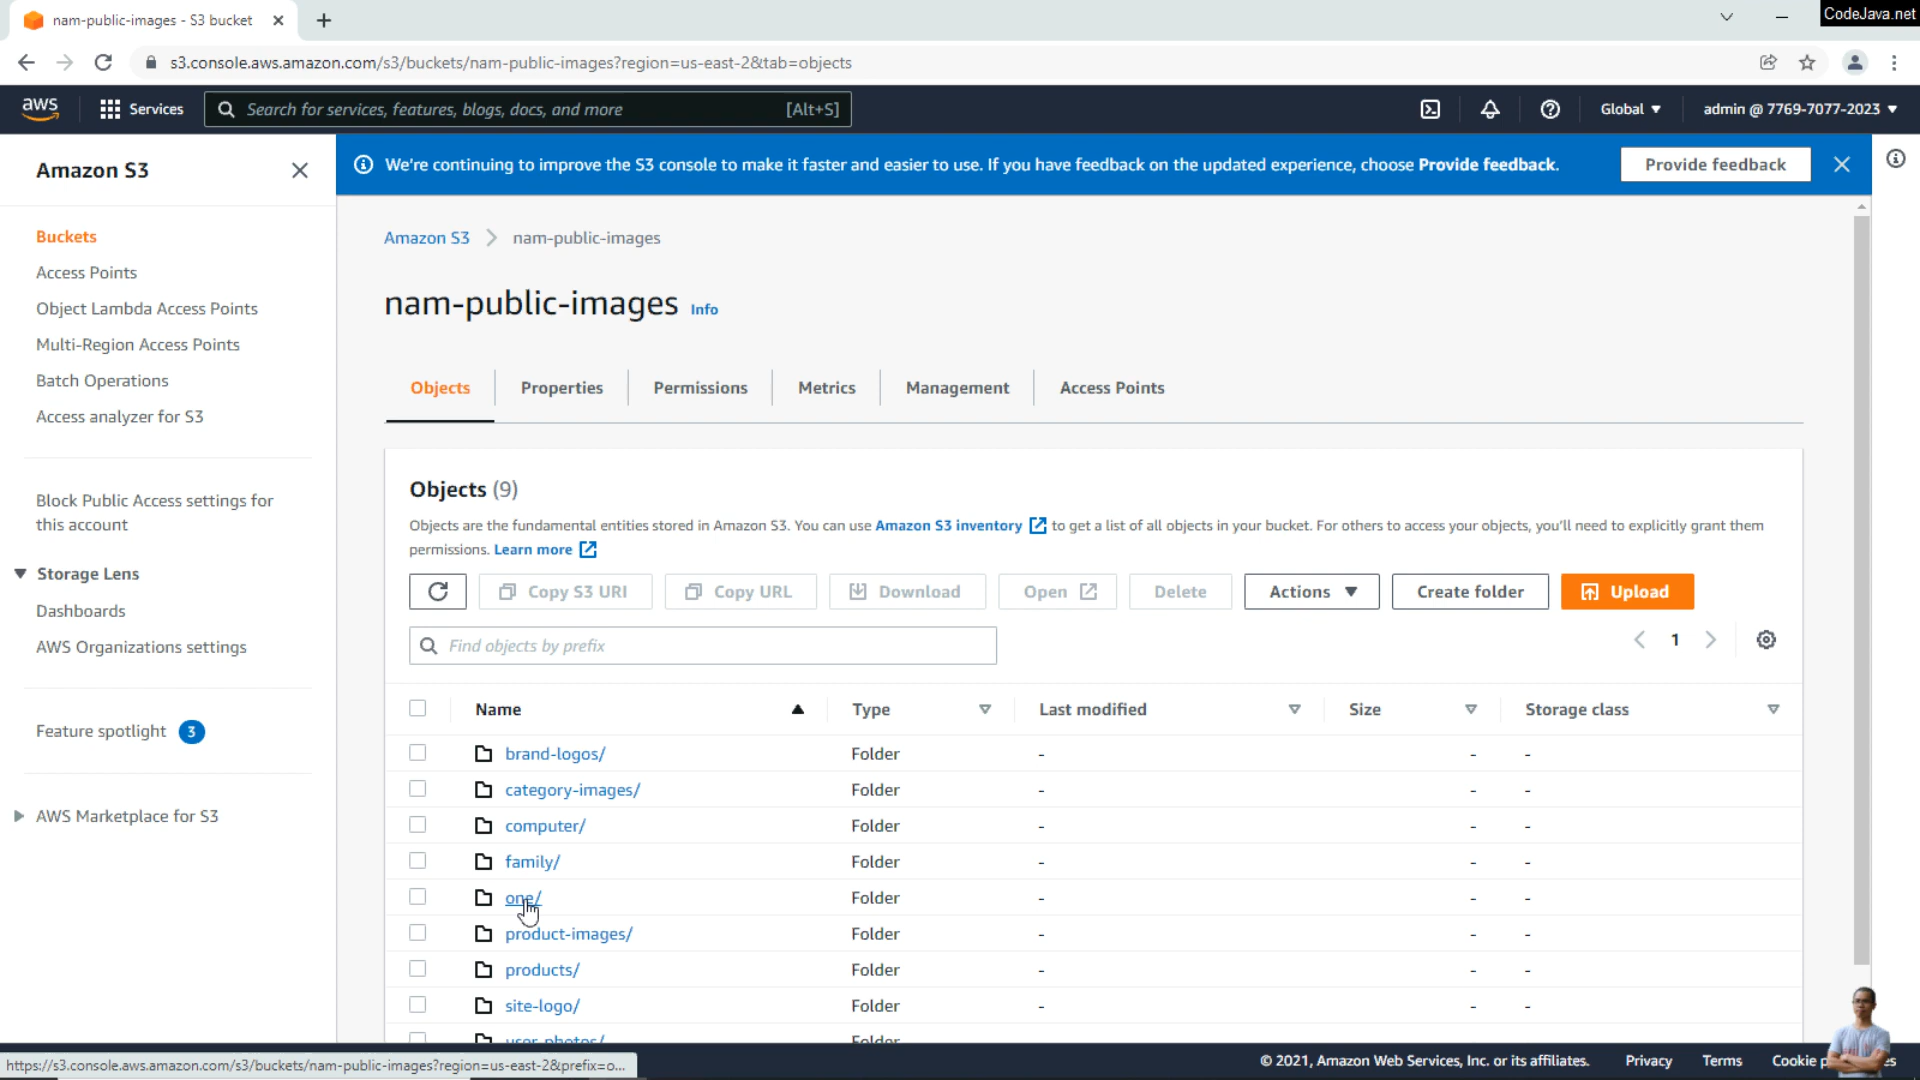 nam-public-images - S3 bucket
CodeJava.net
s3.console.aws.amazon.com/s3/buckets/nam-public-images?region=us-east-2&tab=objects
aws
Services
Search for services, features, blogs, docs, and more
[Alt+S]
Global
admin @ 7769-7077-2023
Amazon S3
We're continuing to improve the S3 console to make it faster and easier to use. If you have feedback on the updated experience, choose Provide feedback.
Provide feedback
Buckets
Access Points
Object Lambda Access Points
Multi-Region Access Points
Batch Operations
Access analyzer for S3
Block Public Access settings for
this account
Storage Lens
Dashboards
AWS Organizations settings
Feature spotlight 3
AWS Marketplace for S3
Amazon S3 nam-public-images
nam-public-images Info
Objects Properties Permissions Metrics Management Access Points
Objects (9)
Objects are the fundamental entities stored in Amazon S3. You can use Amazon S3 inventory to get a list of all objects in your bucket. For others to access your objects, you'll need to explicitly grant them
permissions. Learn more
Copy S3 URI Copy URL Download Open Delete Actions Create folder Upload
Find objects by prefix
1
Name Type Last modified Size Storage class
brand-logos/ Folder - - -
category-images/ Folder - - -
computer/ Folder - - -
family/ Folder - - -
one/ Folder - - -
product-images/ Folder - - -
products/ Folder - - -
site-logo/ Folder - - -
user-photos/ Folder
https://s3.console.aws.amazon.com/s3/buckets/nam-public-images?region=us-east-2&prefix=o...
© 2021, Amazon Web Services, Inc. or its affiliates. Privacy Terms Cookie